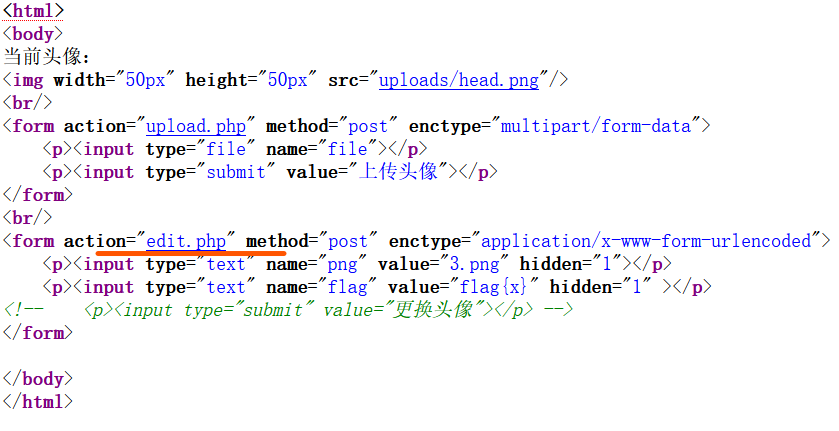 <html>
<body>
当前头像：
<img width="50px" height="50px" src="uploads/head.png"/>
<br/>
<form action="upload.php" method="post" enctype="multipart/form-data">
    <p><input type="file" name="file"></p>
    <p><input type="submit" value="上传头像"></p>
</form>
<br/>
<form action="edit.php" method="post" enctype="application/x-www-form-urlencoded">
    <p><input type="text" name="png" value="3.png" hidden="1"></p>
    <p><input type="text" name="flag" value="flag{x}" hidden="1" ></p>
<!--    <p><input type="submit" value="更换头像"></p> -->
</form>

</body>
</html>